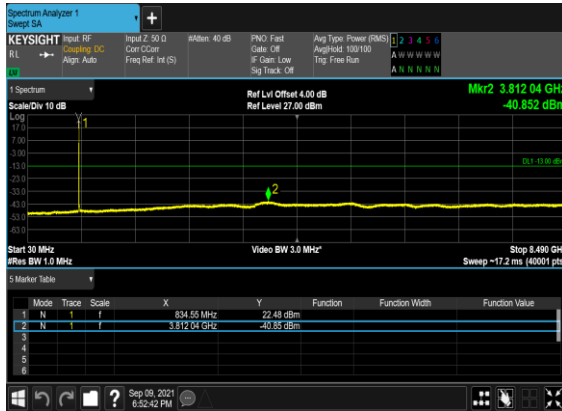 Spectrum Analyzer 1
Swept SA
+
KEYSIGHT Input: RF Input Z: 50 Ω #Atten: 40 dB PNO: Fast Avg Type: Power (RMS) 1 2 3 4 5 6
RL Coupling: DC Corr CCorr Gate: Off Avg|Hold: 100/100 A W W W W W
Align: Auto Freq Ref: Int (S) IF Gain: Low Trig: Free Run
Sig Track: Off A N N N N N
1 Spectrum Ref Lvl Offset 4.00 dB Mkr2 3.812 04 GHz
Scale/Div 10 dB Ref Level 27.00 dBm -40.852 dBm
Log
17.0
7.00
-3.00
-13.0
-23.0
-33.0
-43.0
-53.0
-63.0
1
DL1 -13.00 dBm
2
Start 30 MHz Video BW 3.0 MHz* Stop 8.490 GHz
#Res BW 1.0 MHz Sweep ~17.2 ms (40001 pts)
5 Marker Table
Mode Trace Scale X Y Function Function Width Function Value
1 N 1 f 834.55 MHz 22.48 dBm
2 N 1 f 3.812 04 GHz -40.85 dBm
3
4
5
6
? Sep 09, 2021
6:52:42 PM